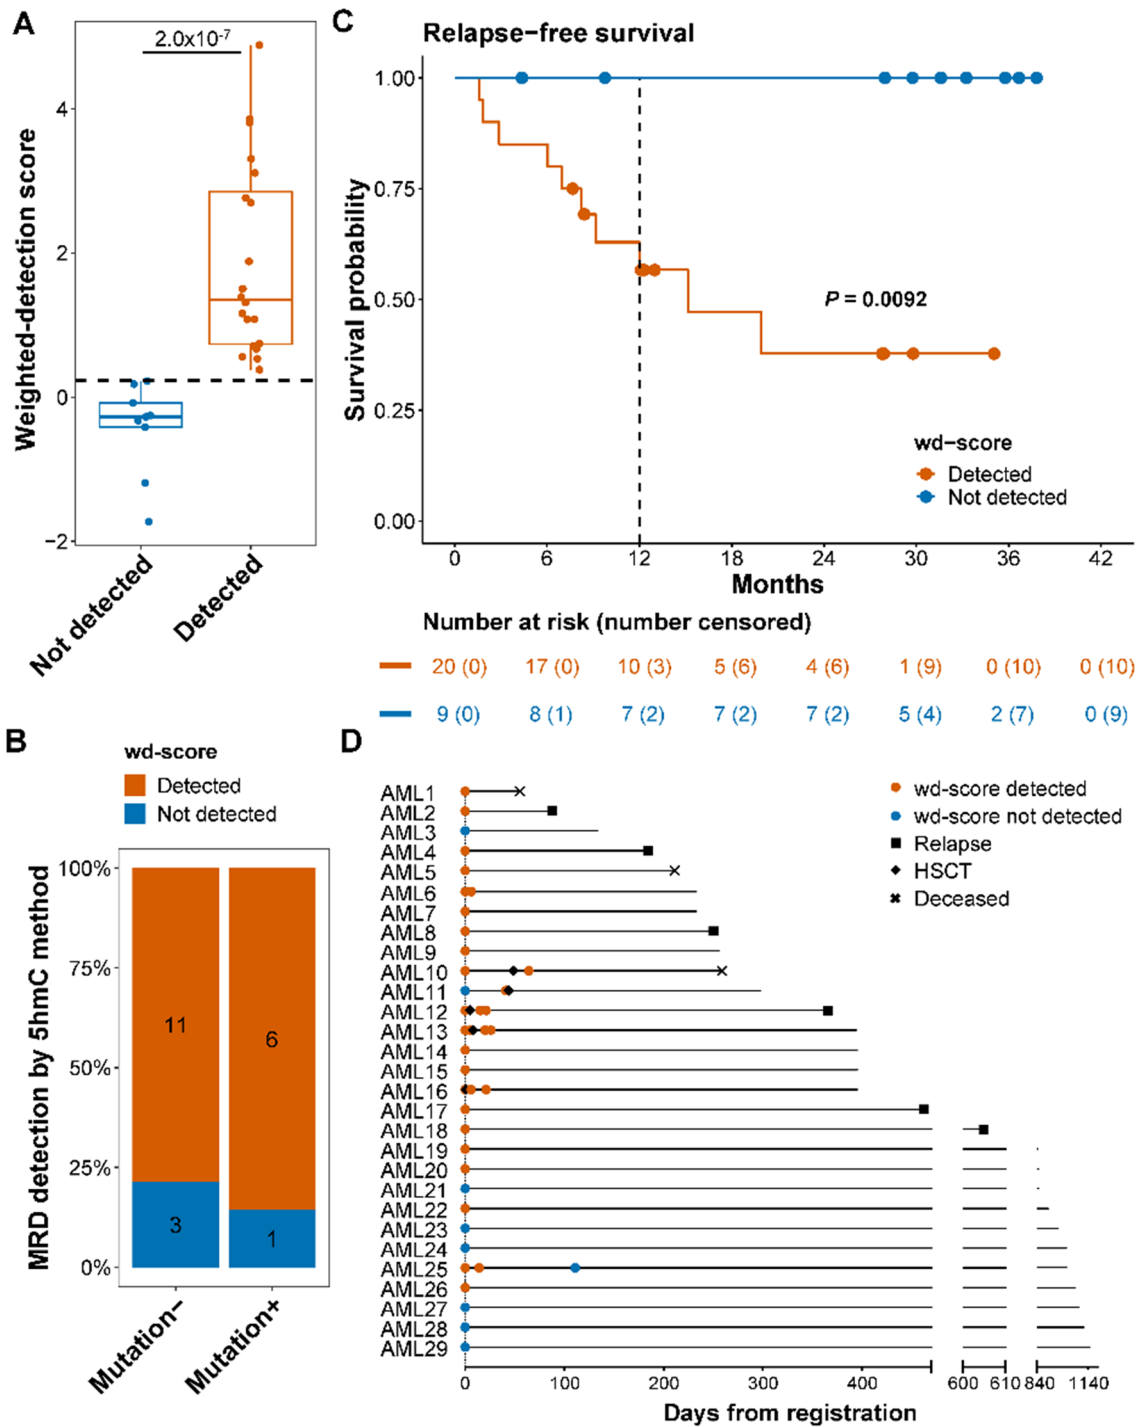 A
2.0x10-7
Weighted-detection score
4
2
0
−2
Not detected
Detected
C
Relapse−free survival
Survival probability
1.00
0.75
0.50
0.25
0.00
P = 0.0092
wd−score
Detected
Not detected
0 6 12 18 24 30 36 42
Months
Number at risk (number censored)
20 (0) 17 (0) 10 (3) 5 (6) 4 (6) 1 (9) 0 (10) 0 (10)
9 (0) 8 (1) 7 (2) 7 (2) 7 (2) 5 (4) 2 (7) 0 (9)
B
wd-score
Detected
Not detected
MRD detection by 5hmC method
100%
75%
50%
25%
0%
11
6
3
1
Mutation−
Mutation+
D
wd-score detected
wd-score not detected
Relapse
HSCT
Deceased
AML1
AML2
AML3
AML4
AML5
AML6
AML7
AML8
AML9
AML10
AML11
AML12
AML13
AML14
AML15
AML16
AML17
AML18
AML19
AML20
AML21
AML22
AML23
AML24
AML25
AML26
AML27
AML28
AML29
0 100 200 300 400 600 610 840 1140
Days from registration